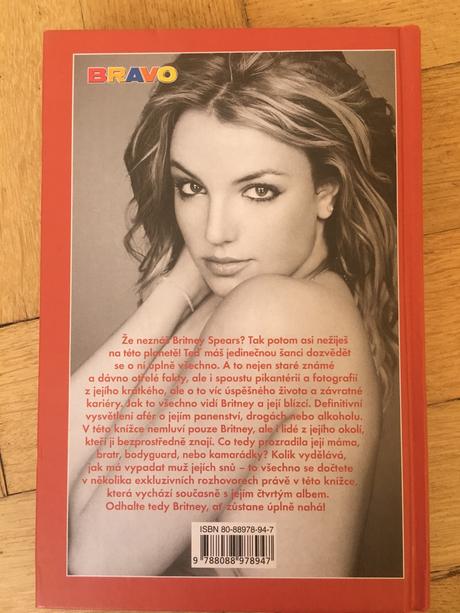 BRAVO
Že neznáš Britney Spears? Tak potom asi nežiješ
na této planetě! Teď máš jedinečnou šanci dozvědět
se o ní úplně všechno. A to nejen staré známé
a dávno otřelé fakty, ale i spoustu pikantérií a fotografií
z jejího krátkého, ale o to víc úspěšného života a závratné
kariéry. Jak to všechno vidí Britney a její blízcí. Definitivní
vysvětlení afér o jejím panenství, drogách nebo alkoholu.
V této knížce nemluví pouze Britney, ale i lidé z jejího okolí,
kteří ji bezprostředně znají. Co tedy prozradila její máma,
bratr, bodyguard, nebo kamarádky? Kolik vydělává,
jak má vypadat muž jejích snů – to všechno se dočtete
v několika exkluzivních rozhovorech právě v této knížce,
která vychází současně s jejím čtvrtým albem.
Odhalte tedy Britney, ať zůstane úplně nahá!
ISBN 80-88978-94-7
9 788088 978947